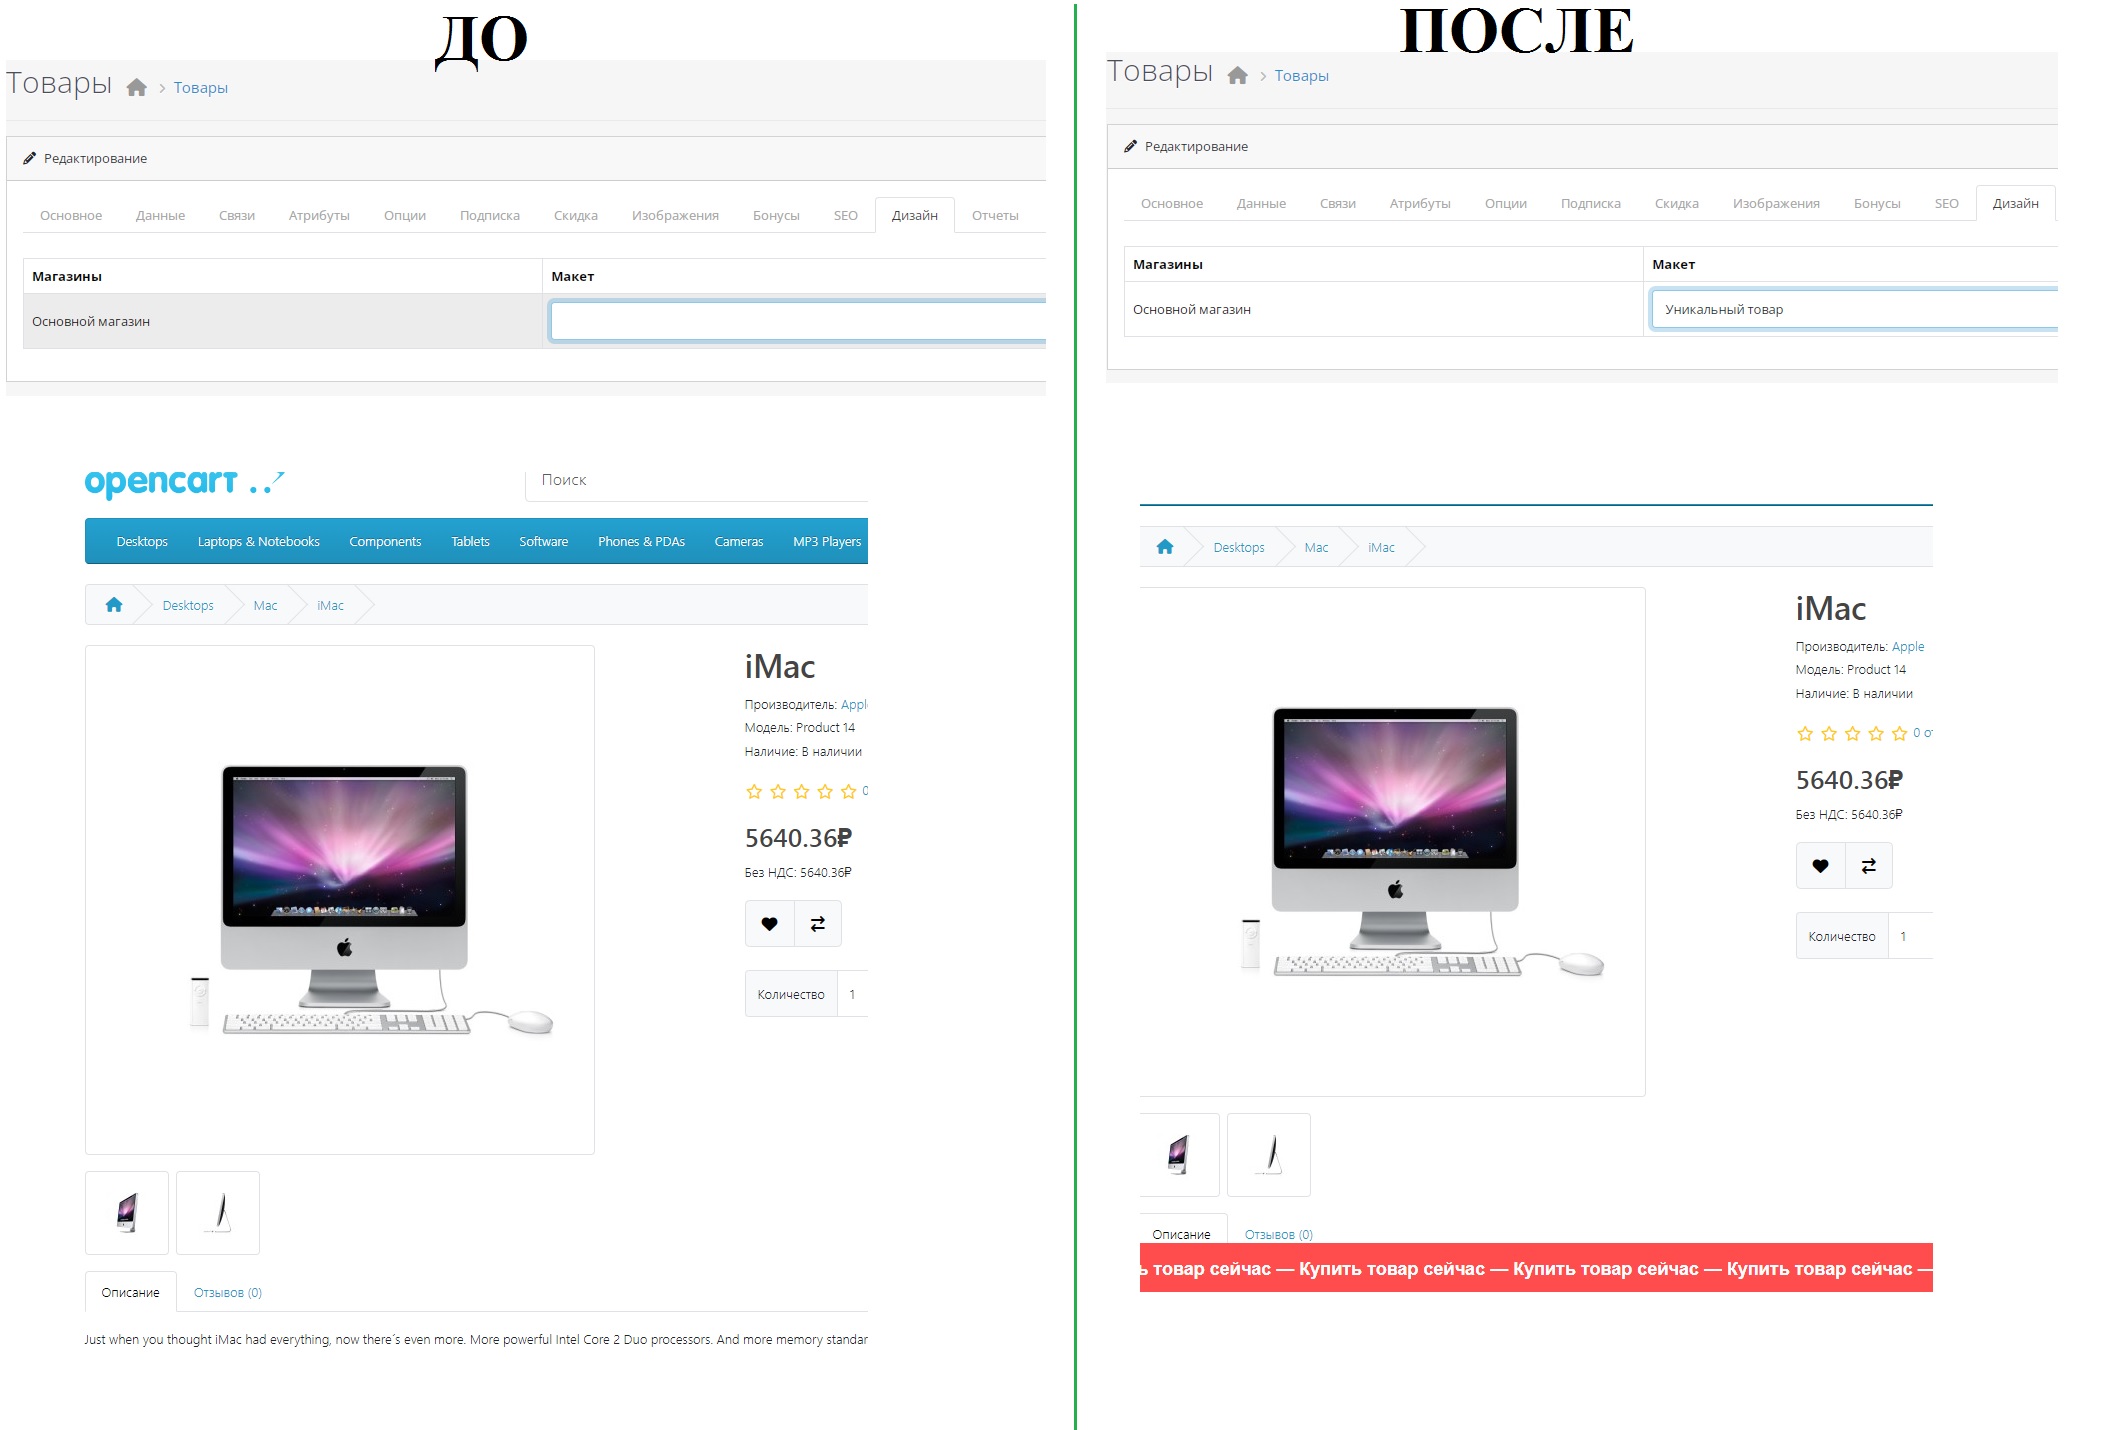 ДО
Товары Товары
Редактирование
Основное Данные Связи Атрибуты Опции Подписка Скидка Изображения Бонусы SEO Дизайн Отчеты
Магазины Макет
Основной магазин
opencart
Поиск
Desktops Laptops & Notebooks Components Tablets Software Phones & PDAs Cameras MP3 Players
Desktops Mac iMac
iMac
Производитель: Apple
Модель: Product 14
Наличие: В наличии
0
5640.36₽
Без НДС: 5640.36₽
Количество 1
Описание Отзывов (0)
Just when you thought iMac had everything, now there´s even more. More powerful Intel Core 2 Duo processors. And more memory standar
ПОСЛЕ
Товары Товары
Редактирование
Основное Данные Связи Атрибуты Опции Подписка Скидка Изображения Бонусы SEO Дизайн
Магазины Макет
Основной магазин Уникальный товар
Desktops Mac iMac
iMac
Производитель: Apple
Модель: Product 14
Наличие: В наличии
0 от
5640.36₽
Без НДС: 5640.36₽
Количество 1
Описание Отзывов (0)
ь товар сейчас — Купить товар сейчас — Купить товар сейчас — Купить товар сейчас —